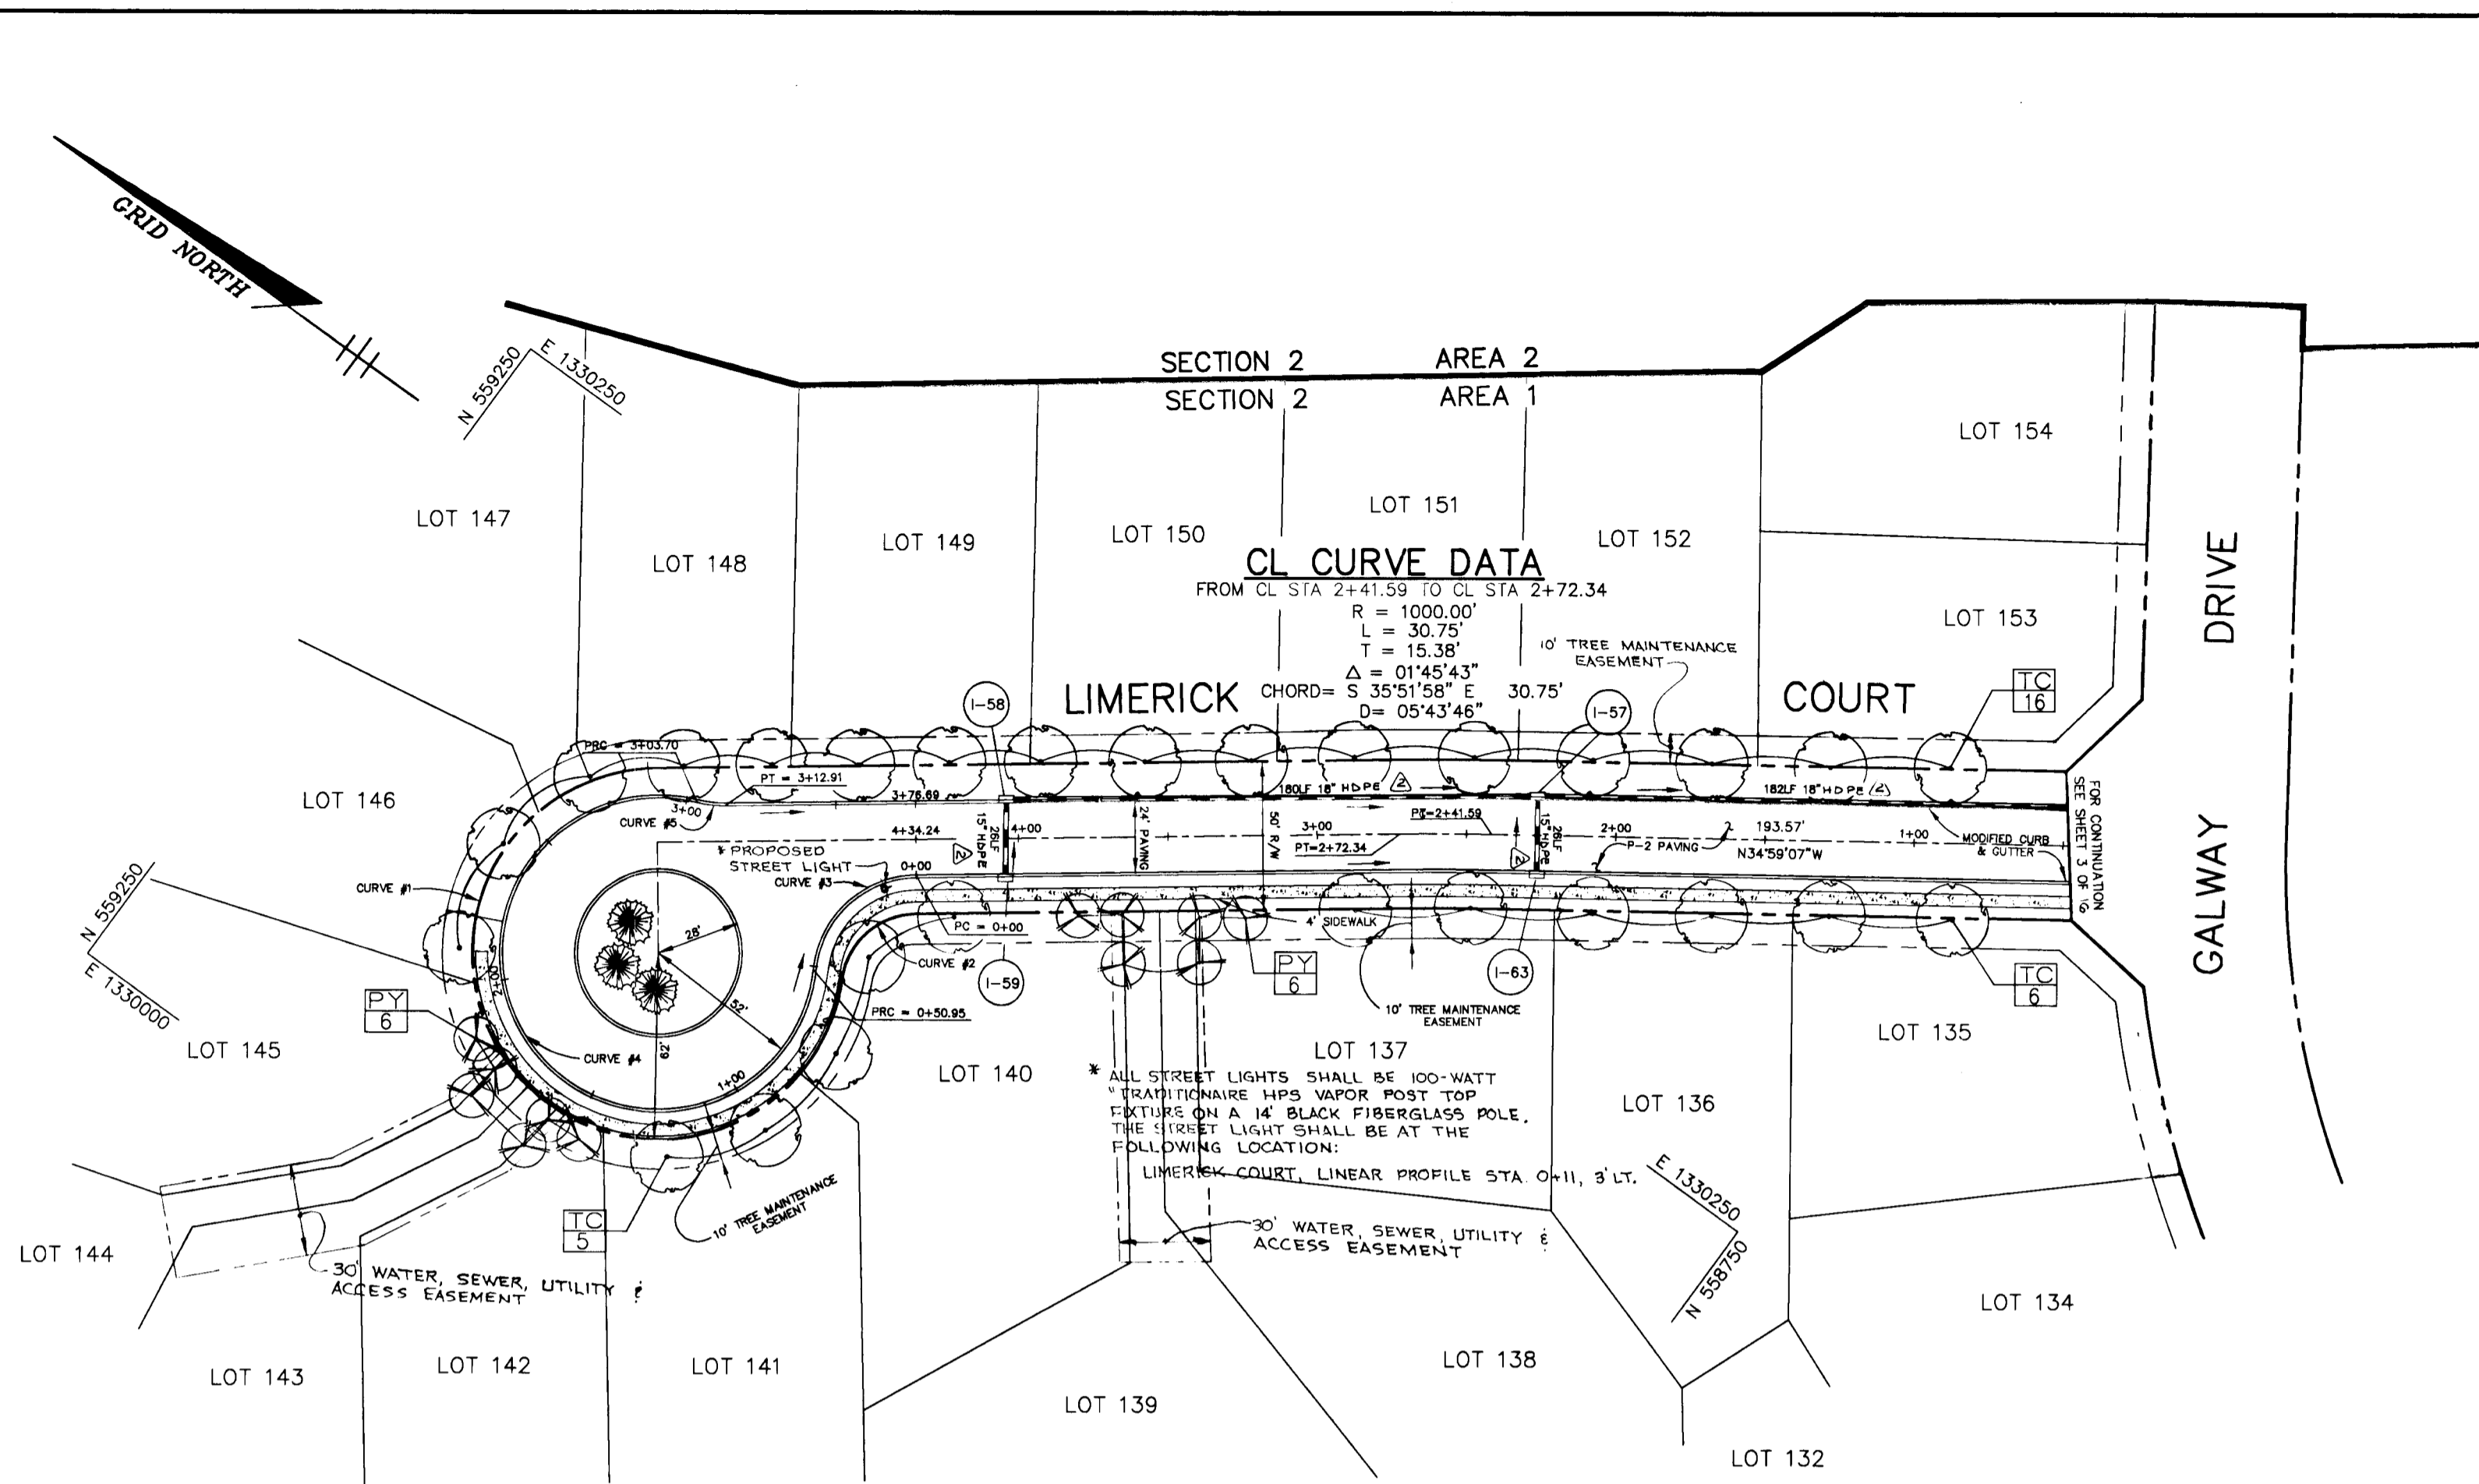 GRID NORTH
N 559250
E 1330250
SECTION 2 AREA 2
SECTION 2 AREA 1
LOT 154
LOT 147
LOT 148
LOT 149
LOT 150
LOT 151
LOT 152
LOT 153
CL CURVE DATA
FROM CL STA 2+41.59 TO CL STA 2+72.34
R = 1000.00'
L = 30.75'
T = 15.38'
Δ = 01°45'43"
CHORD= S 35°51'58" E 30.75'
D= 05°43'46"
10' TREE MAINTENANCE
EASEMENT
LIMERICK COURT
I-58
I-57
TC
16
GALWAY DRIVE
PRC = 3+03.70
PT = 3+12.91
3+76.69
3+00
CURVE #5
LOT 146
180LF 18" HDPE 2
182LF 18" HDPE (2)
4+34.24
4+00
26LF
15" HDPE
2
24' PAVING
50' R/W
3+00
PC=2+41.59
PT=2+72.34
26LF
15" HDPE
2
2+00
P-2 PAVING
193.57'
N34°59'07"W
1+00
MODIFIED CURB
& GUTTER
FOR CONTINUATION
SEE SHEET 3 OF 16
* PROPOSED
STREET LIGHT
CURVE #3
0+00
CURVE #1
N 559250
E 1330000
2+00
28'
52'
62'
PC = 0+00
CURVE #2
I-59
PY
6
4' SIDEWALK
I-63
TC
6
PY
6
PRC = 0+50.95
10' TREE MAINTENANCE
EASEMENT
LOT 145
CURVE #4
1+00
LOT 140
LOT 137
LOT 135
LOT 136
* ALL STREET LIGHTS SHALL BE 100-WATT
"TRADITIONAIRE HPS VAPOR POST TOP
FIXTURE ON A 14' BLACK FIBERGLASS POLE.
THE STREET LIGHT SHALL BE AT THE
FOLLOWING LOCATION:
LIMERICK COURT, LINEAR PROFILE STA. 0+11, 3' LT.
10' TREE MAINTENANCE
EASEMENT
TC
5
E 1330250
N 558750
30' WATER, SEWER, UTILITY &
ACCESS EASEMENT
LOT 144
30' WATER, SEWER, UTILITY &
ACCESS EASEMENT
LOT 134
LOT 143
LOT 142
LOT 141
LOT 138
LOT 139
LOT 132